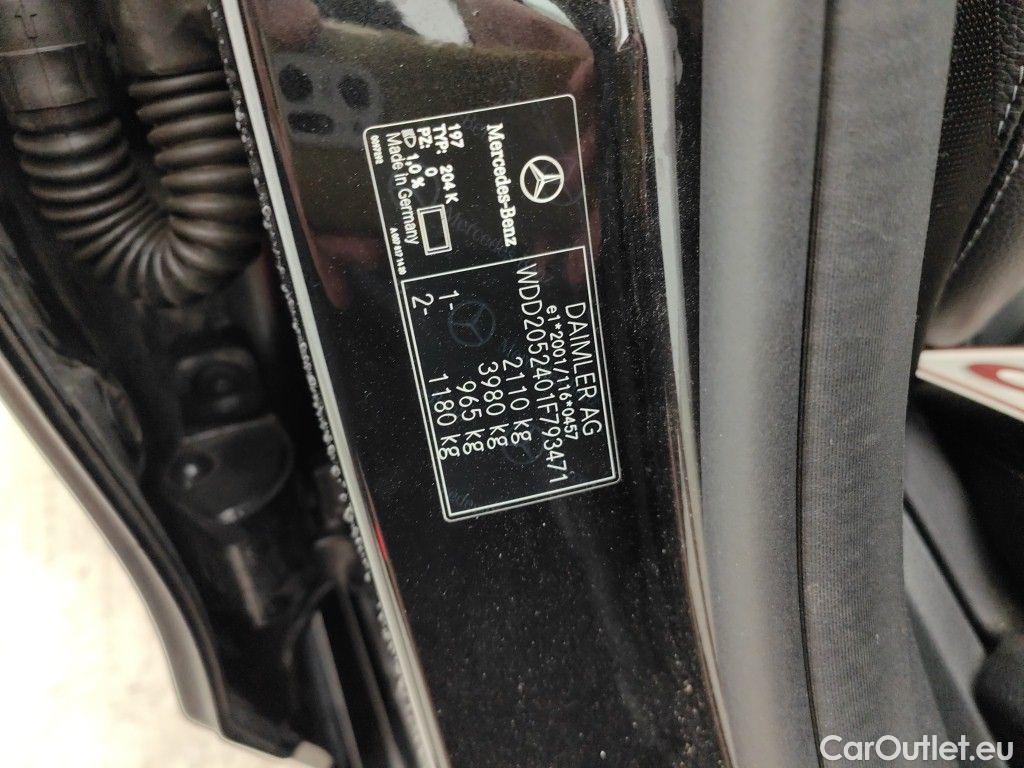 Mercedes-Benz
197
TYP: 204 K
PZ: 0
1,0 %
Made in Germany
DAIMLER AG
e1*2001/116*0457
WDD2052401F793471
2110 kg
3980 kg
1- 965 kg
2- 1180 kg
CarOutlet.eu